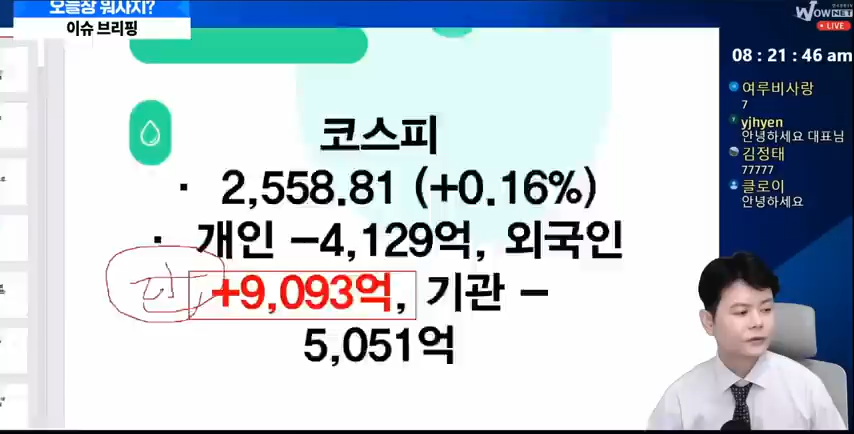 오늘장 뭐사지?
이슈 브리핑
WOWNET
LIVE
08 : 21 : 46 am
코스피
· 2,558.81 (+0.16%)
· 개인 -4,129억, 외국인
+9,093억, 기관 -
5,051억
여루비사랑
7
yjhyen
안녕하세요 대표님
김정태
77777
클로이
안녕하세요